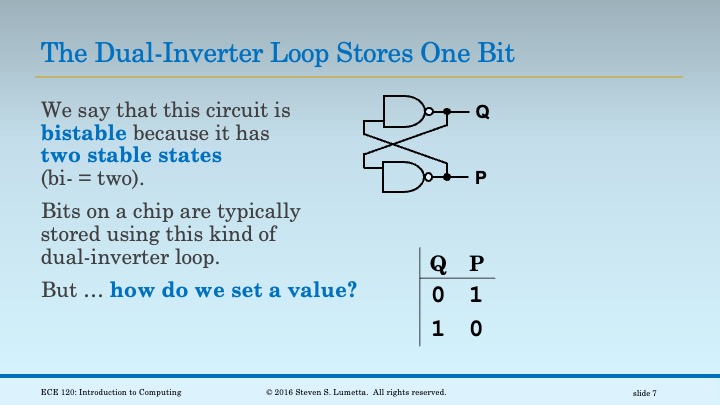 The Dual-Inverter Loop Stores One Bit
We say that this circuit is
bistable because it has
two stable states
(bi- = two).
Bits on a chip are typically
stored using this kind of
dual-inverter loop.
But … how do we set a value?
Q
P
Q P
0 1
1 0
ECE 120: Introduction to Computing
© 2016 Steven S. Lumetta. All rights reserved.
slide 7